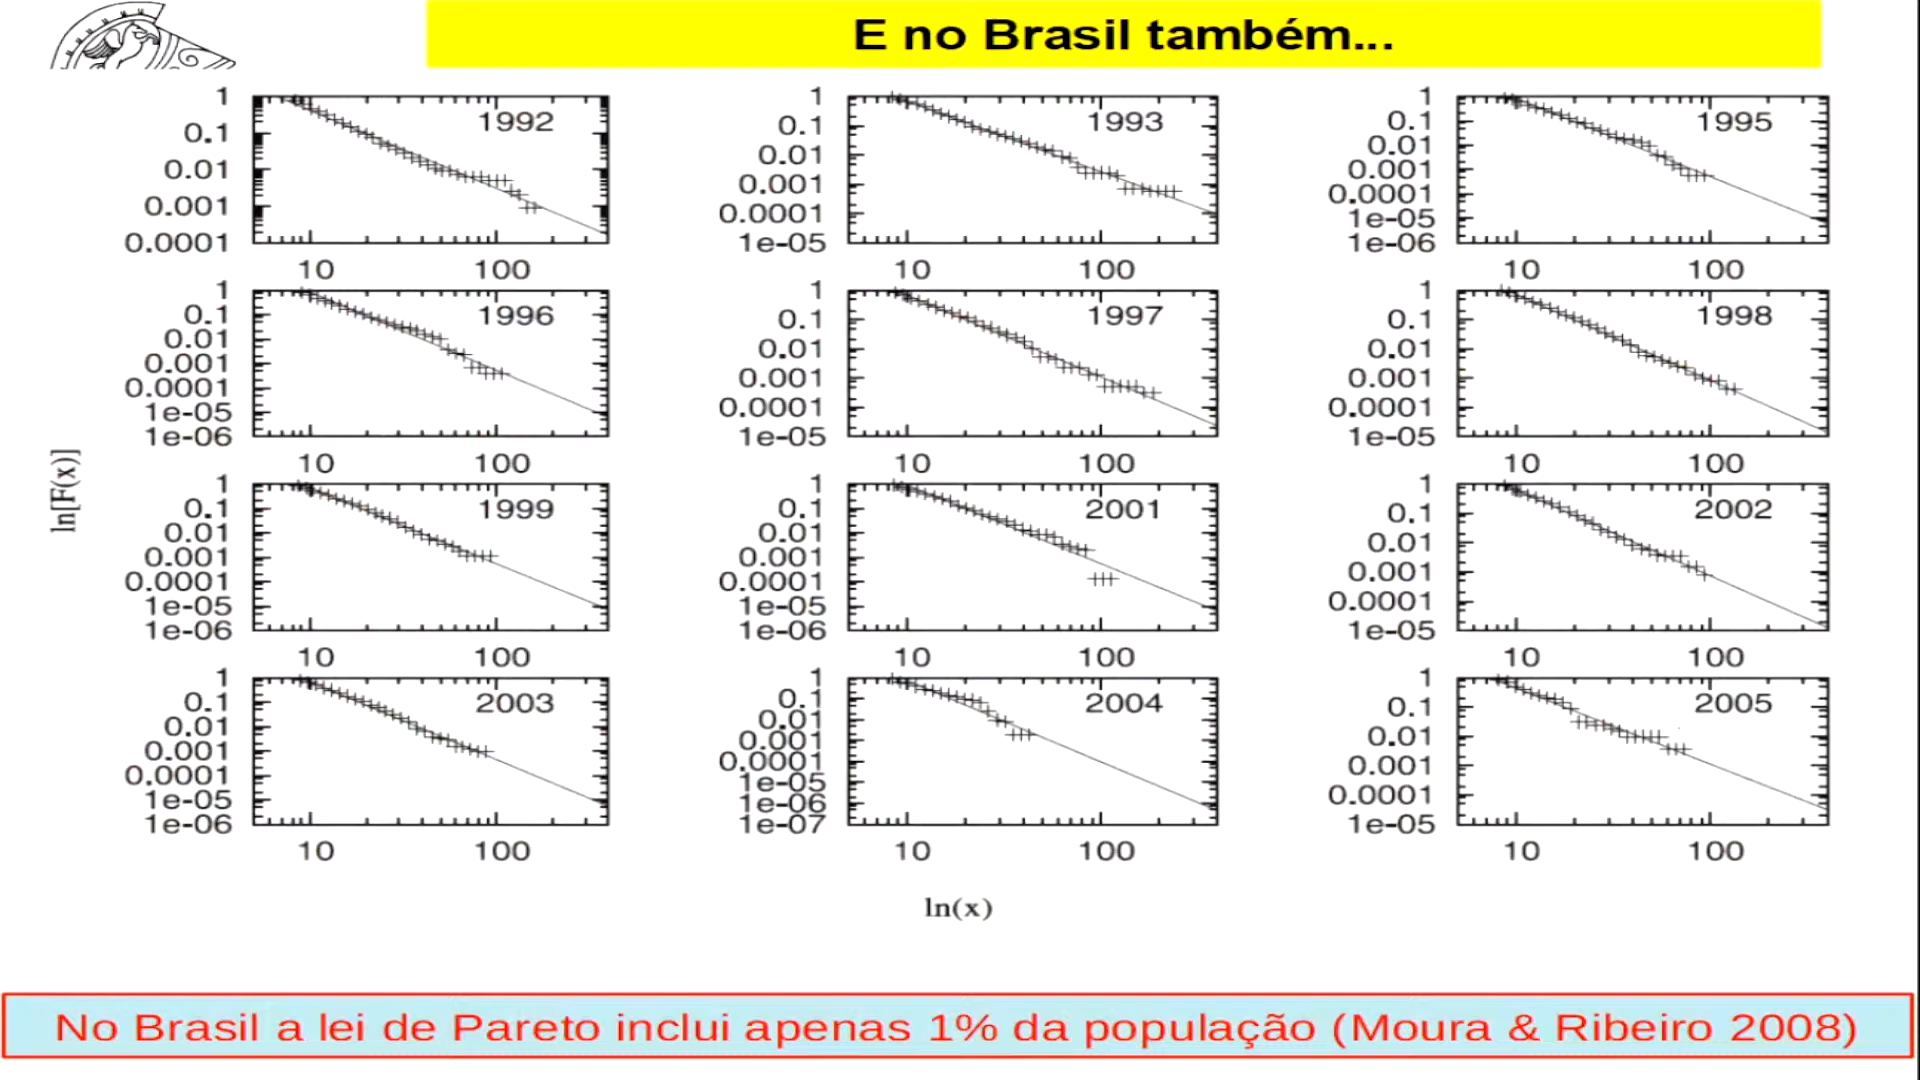 E no Brasil também...
1 1 1
1992 1993 1995
0.1 0.1 0.1
0.01 0.01 0.01
0.001 0.001 0.001
0.0001 0.0001 0.0001
1e-05 1e-05
1e-06
10 100 10 100 10 100
1 1 1
1996 1997 1998
0.1 0.1 0.1
0.01 0.01 0.01
0.001 0.001 0.001
0.0001 0.0001 0.0001
1e-05 1e-05 1e-05
1e-06
10 100 10 100 10 100
ln[F(x)]
1 1 1
1999 2001 2002
0.1 0.1 0.1
0.01 0.01 0.01
0.001 0.001 0.001
0.0001 0.0001 0.0001
1e-05 1e-05 1e-05
1e-06 1e-06
10 100 10 100 10 100
1 1 1
2003 2004 2005
0.1 0.1 0.1
0.01 0.01 0.01
0.001 0.001 0.001
0.0001 0.0001 0.0001
1e-05 1e-05 1e-05
1e-06 1e-06
1e-07
10 100 10 100 10 100
ln(x)
No Brasil a lei de Pareto inclui apenas 1% da população (Moura & Ribeiro 2008)